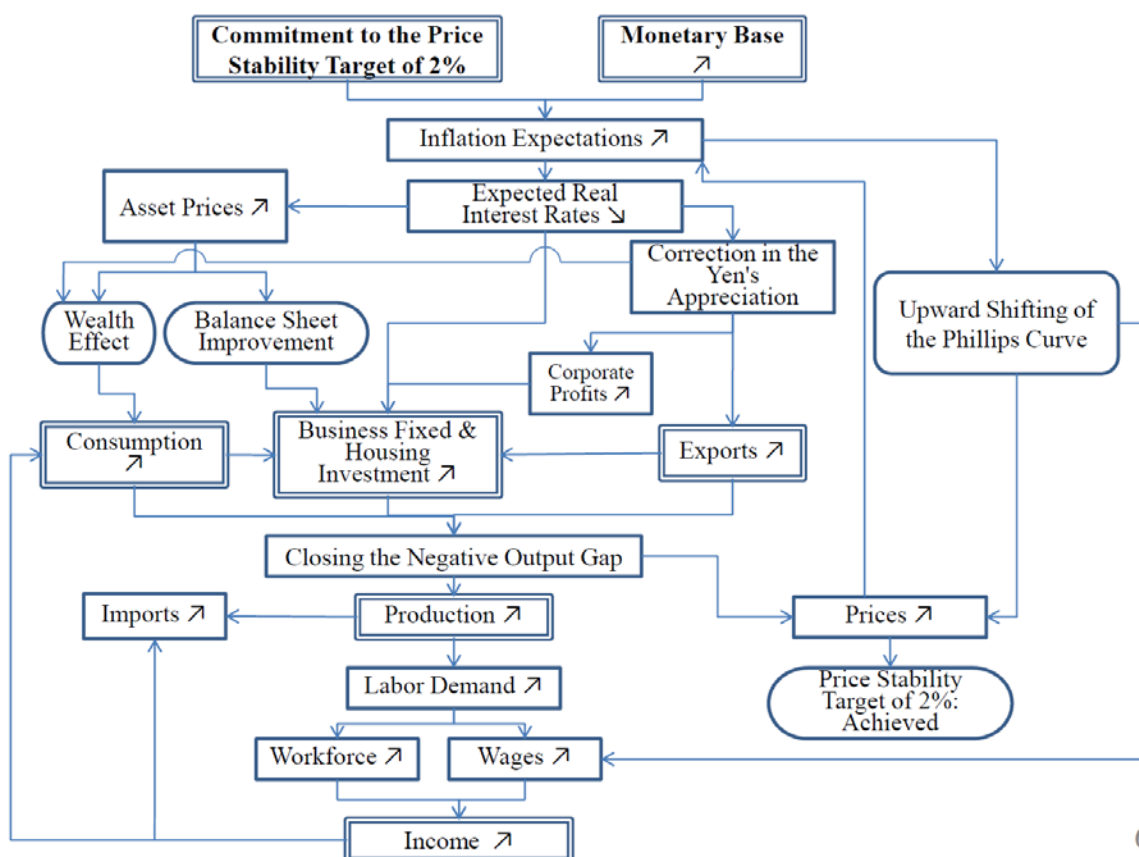 Commitment to the Price
Stability Target of 2%
Monetary Base
↗
Inflation Expectations ↗
Asset Prices ↗
Expected Real
Interest Rates ↘
Correction in the
Yen's
Appreciation
Wealth
Effect
Balance Sheet
Improvement
Upward Shifting of
the Phillips Curve
Corporate
Profits ↗
Consumption
↗
Business Fixed &
Housing
Investment ↗
Exports ↗
Closing the Negative Output Gap
Imports ↗
Production ↗
Prices ↗
Labor Demand ↗
Price Stability
Target of 2%:
Achieved
Workforce ↗
Wages ↗
Income ↗